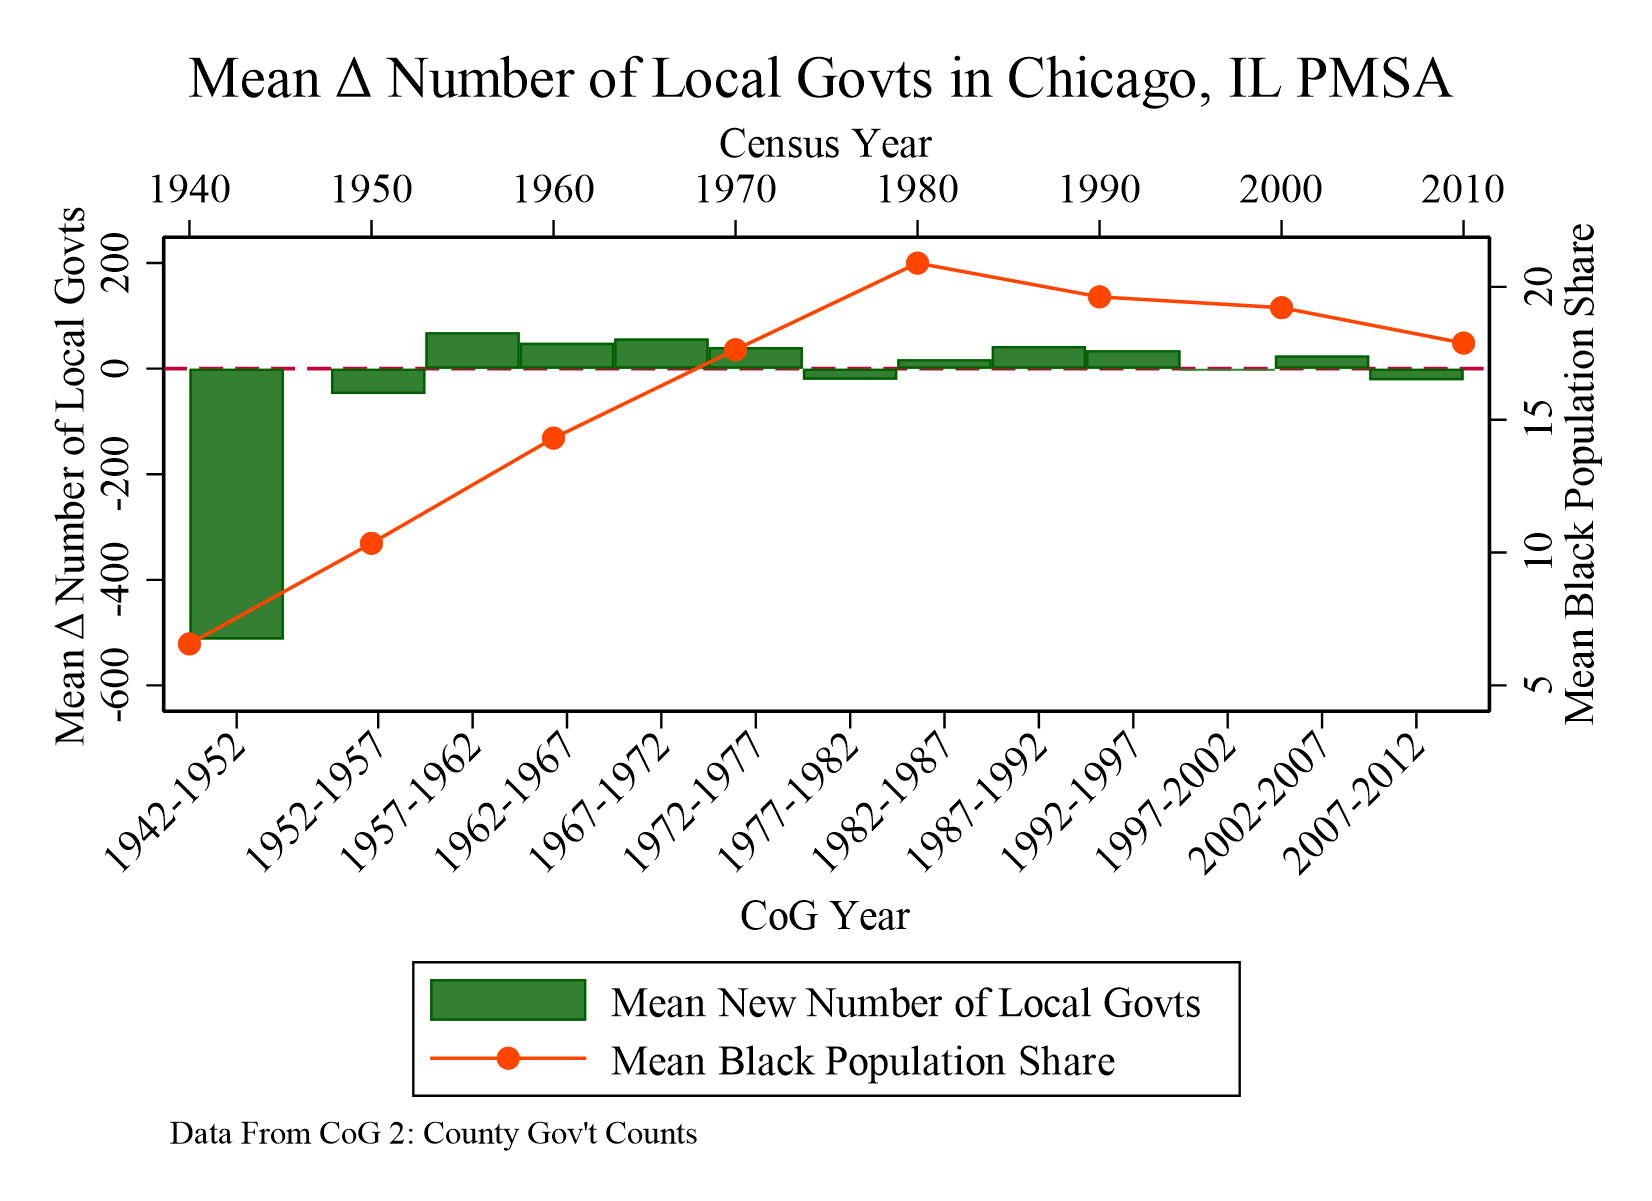 Mean Δ Number of Local Govts in Chicago, IL PMSA
Census Year
1940 1950 1960 1970 1980 1990 2000 2010
Mean Δ Number of Local Govts
200
0
-200
-400
-600
20
15
10
5
Mean Black Population Share
1942-1952 1952-1957 1957-1962 1962-1967 1967-1972 1972-1977 1977-1982 1982-1987 1987-1992 1992-1997 1997-2002 2002-2007 2007-2012
CoG Year
Mean New Number of Local Govts
Mean Black Population Share
Data From CoG 2: County Gov't Counts